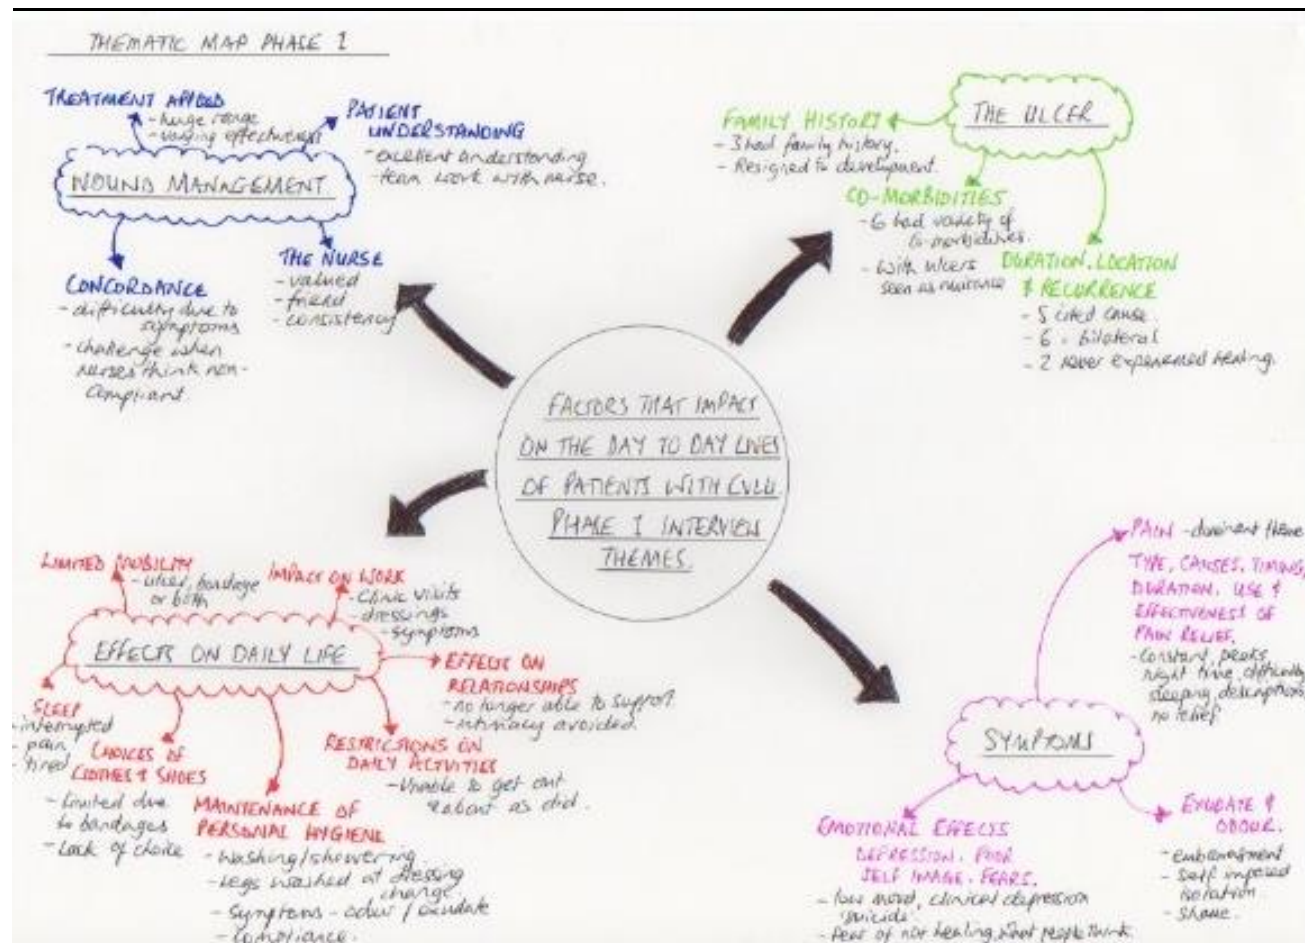 THEMATIC MAP PHASE 1
TREATMENT APPLIED
- huge range
- varying effectiveness
PATIENT
UNDERSTANDING
- excellent understanding
- team work with nurse.
WOUND MANAGEMENT
CONCORDANCE
- difficulty due to
symptoms
- challenge when
nurses think non-
compliant.
THE NURSE
- valued
- friend
- consistency
THE ULCER
FAMILY HISTORY
- 3 had family history.
- Resigned to development.
CO-MORBIDITIES
- 6 had variety of
co-morbidities.
- With ulcers
seen as nuisance
DURATION, LOCATION
& RECURRENCE
- 5 cited cause.
- 6 - bilateral
- 2 never experienced healing.
FACTORS THAT IMPACT
ON THE DAY TO DAY LIVES
OF PATIENTS WITH CVLU
PHASE 1 INTERVIEW
THEMES.
LIMITED MOBILITY
- ulcer, bandage
or both
IMPACT ON WORK
- Clinic visits
- dressings
- symptoms
EFFECTS ON DAILY LIFE
EFFECT ON
RELATIONSHIPS
- no longer able to support
- intimacy avoided.
SLEEP
- interrupted
- pain
- tired
CHOICES OF
CLOTHES & SHOES
- Limited due
to bandages
- Lack of choice
MAINTENANCE OF
PERSONAL HYGIENE
- Washing/showering
- Legs washed at dressing
change.
- Symptoms - odour / exudate
- compliance.
RESTRICTIONS ON
DAILY ACTIVITIES
- Unable to get out
& about as did.
PAIN - dominant theme
TYPE, CAUSES, TIMING,
DURATION, USE &
EFFECTIVENESS OF
PAIN RELIEF.
- Constant, peaks,
night time, difficulty
sleeping, descriptions
no relief.
SYMPTOMS
EMOTIONAL EFFECTS
DEPRESSION. POOR
SELF IMAGE. FEARS.
- low mood, clinical depression
'suicide'
- fear of not healing, what people think
EXUDATE &
ODOUR.
- embarrassment
- Self imposed
isolation
- shame.